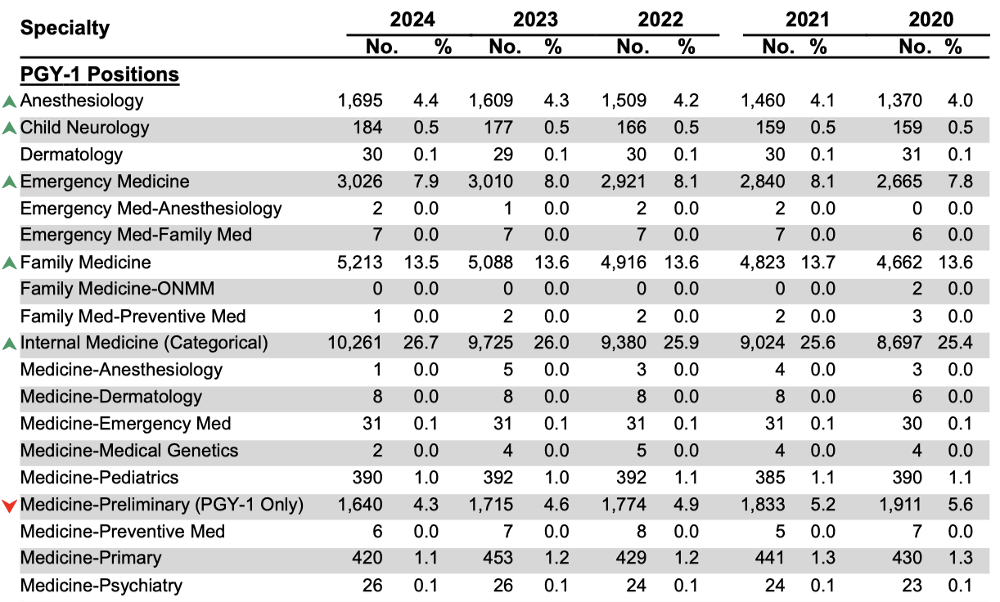 Specialty 2024 2023 2022 2021 2020
No. % No. % No. % No. % No. %
PGY-1 Positions
Anesthesiology 1,695 4.4 1,609 4.3 1,509 4.2 1,460 4.1 1,370 4.0
Child Neurology 184 0.5 177 0.5 166 0.5 159 0.5 159 0.5
Dermatology 30 0.1 29 0.1 30 0.1 30 0.1 31 0.1
Emergency Medicine 3,026 7.9 3,010 8.0 2,921 8.1 2,840 8.1 2,665 7.8
Emergency Med-Anesthesiology 2 0.0 1 0.0 2 0.0 2 0.0 0 0.0
Emergency Med-Family Med 7 0.0 7 0.0 7 0.0 7 0.0 6 0.0
Family Medicine 5,213 13.5 5,088 13.6 4,916 13.6 4,823 13.7 4,662 13.6
Family Medicine-ONMM 0 0.0 0 0.0 0 0.0 0 0.0 2 0.0
Family Med-Preventive Med 1 0.0 2 0.0 2 0.0 2 0.0 3 0.0
Internal Medicine (Categorical) 10,261 26.7 9,725 26.0 9,380 25.9 9,024 25.6 8,697 25.4
Medicine-Anesthesiology 1 0.0 5 0.0 3 0.0 4 0.0 3 0.0
Medicine-Dermatology 8 0.0 8 0.0 8 0.0 8 0.0 6 0.0
Medicine-Emergency Med 31 0.1 31 0.1 31 0.1 31 0.1 30 0.1
Medicine-Medical Genetics 2 0.0 4 0.0 5 0.0 4 0.0 4 0.0
Medicine-Pediatrics 390 1.0 392 1.0 392 1.1 385 1.1 390 1.1
Medicine-Preliminary (PGY-1 Only) 1,640 4.3 1,715 4.6 1,774 4.9 1,833 5.2 1,911 5.6
Medicine-Preventive Med 6 0.0 7 0.0 8 0.0 5 0.0 7 0.0
Medicine-Primary 420 1.1 453 1.2 429 1.2 441 1.3 430 1.3
Medicine-Psychiatry 26 0.1 26 0.1 24 0.1 24 0.1 23 0.1